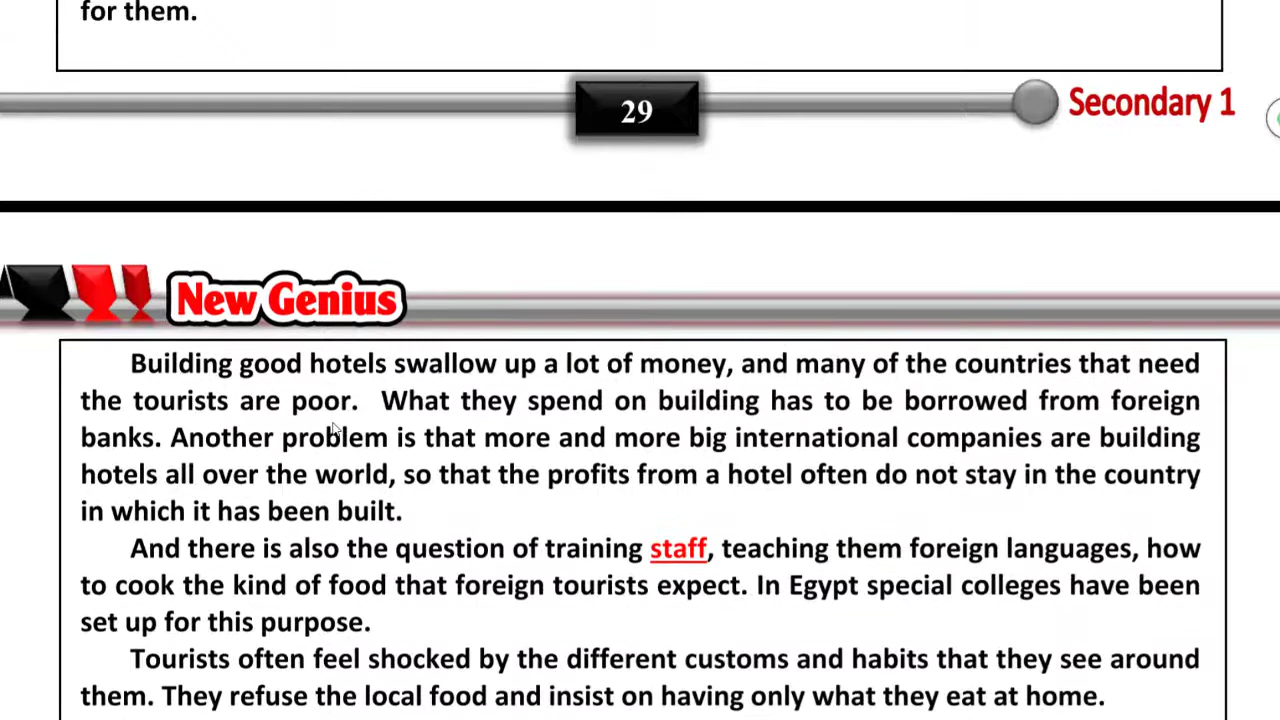 for them.
29
Secondary 1
New Genius
Building good hotels swallow up a lot of money, and many of the countries that need
the tourists are poor. What they spend on building has to be borrowed from foreign
banks. Another problem is that more and more big international companies are building
hotels all over the world, so that the profits from a hotel often do not stay in the country
in which it has been built.
And there is also the question of training staff, teaching them foreign languages, how
to cook the kind of food that foreign tourists expect. In Egypt special colleges have been
set up for this purpose.
Tourists often feel shocked by the different customs and habits that they see around
them. They refuse the local food and insist on having only what they eat at home.